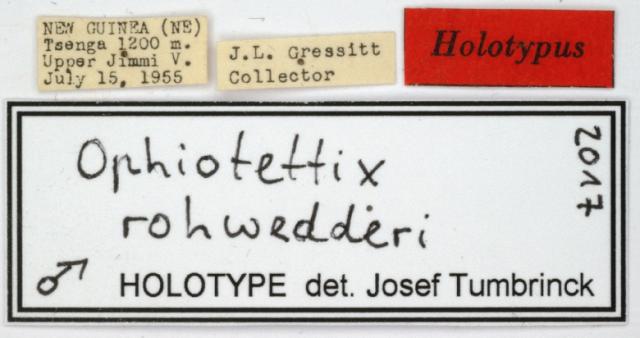 NEW GUINEA (NE)
Tsenga 1200 m.
Upper Jimmi V.
July 15, 1955
J.L. Gressitt
Collector
Holotypus
Ophiotettix
rohwedderi
2017
♂ HOLOTYPE det. Josef Tumbrinck